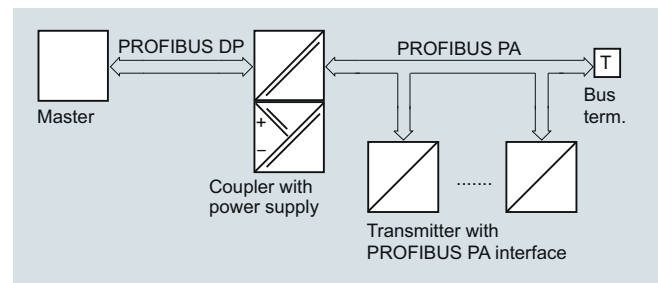 PROFIBUS DP
PROFIBUS PA
T
Master
Bus
term.
+
–
Coupler with
power supply
.......
Transmitter with
PROFIBUS PA interface